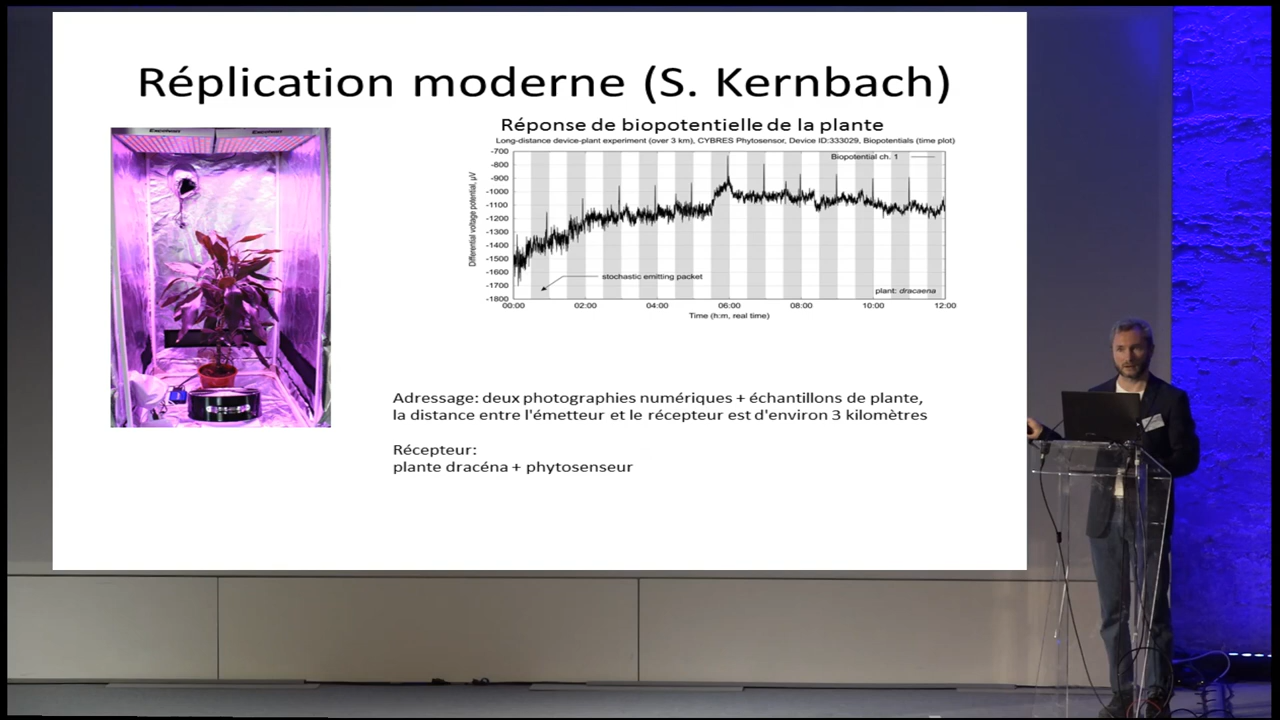 Réplication moderne (S. Kernbach)
Réponse de biopotentielle de la plante
Long-distance device-plant experiment (over 3 km), CYBRES Phytosensor, Device ID:333029, Biopotentials (time plot)
Biopotential ch. 1
Differential voltage potential, µV
-700
-800
-900
-1000
-1100
-1200
-1300
-1400
-1500
-1600
-1700
-1800
stochastic emitting packet
plant: dracaena
00:00 02:00 04:00 06:00 08:00 10:00 12:00
Time (h:m, real time)
Adressage: deux photographies numériques + échantillons de plante,
la distance entre l'émetteur et le récepteur est d'environ 3 kilomètres
Récepteur:
plante dracéna + phytosenseur